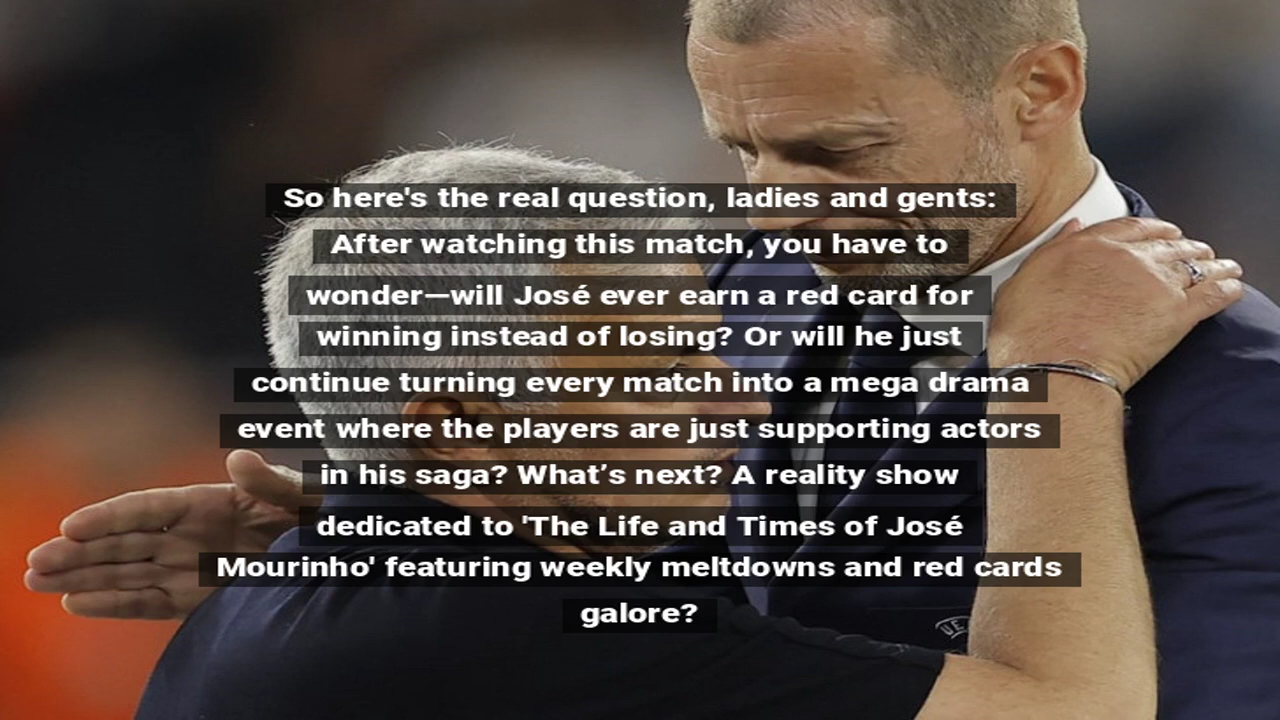 So here's the real question, ladies and gents:
After watching this match, you have to
wonder—will José ever earn a red card for
winning instead of losing? Or will he just
continue turning every match into a mega drama
event where the players are just supporting actors
in his saga? What’s next? A reality show
dedicated to 'The Life and Times of José
Mourinho' featuring weekly meltdowns and red cards
galore?
UE